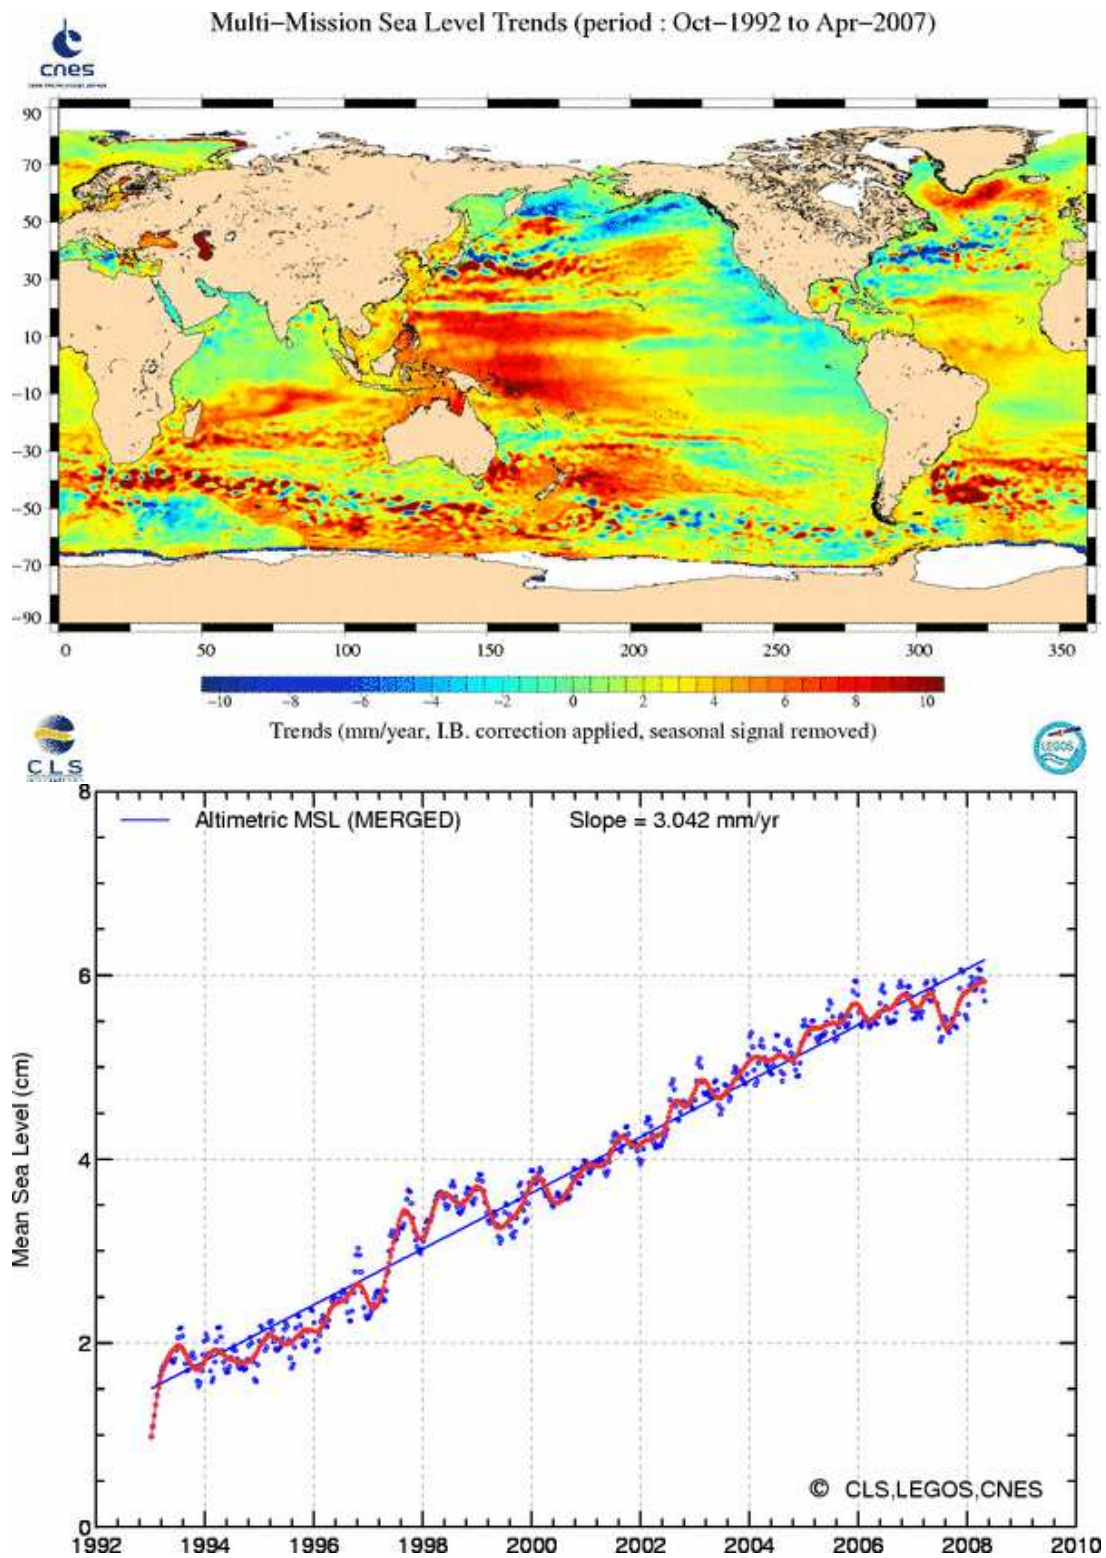 Multi−Mission Sea Level Trends (period : Oct−1992 to Apr−2007)
cnes
90
70
50
30
10
−10
−30
−50
−70
−90
0 50 100 150 200 250 300 350
−10 −8 −6 −4 −2 0 2 4 6 8 10
Trends (mm/year, I.B. correction applied, seasonal signal removed)
CLS
LEGOS
Altimetric MSL (MERGED) Slope = 3.042 mm/yr
8
6
4
2
0
Mean Sea Level (cm)
© CLS,LEGOS,CNES
1992 1994 1996 1998 2000 2002 2004 2006 2008 2010